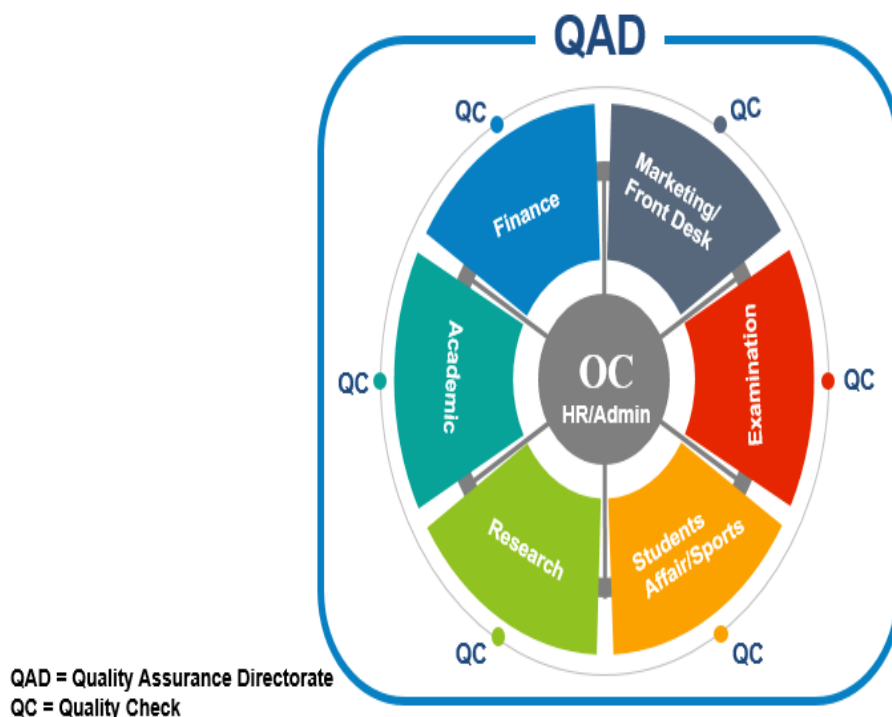 QAD
QC
QC
Finance
Marketing/
Front Desk
Academic
QC
OC
HR/Admin
Examination
QC
Research
Students
Affair/Sports
QC
QC
QAD = Quality Assurance Directorate
QC = Quality Check